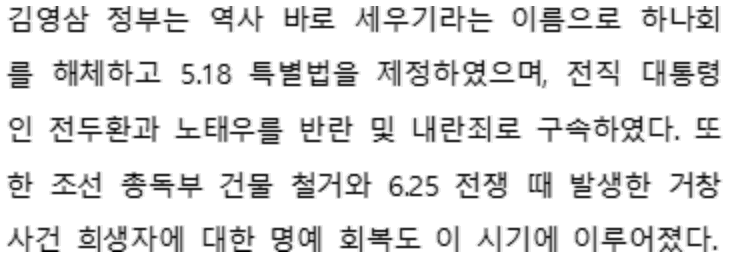 김영삼 정부는 역사 바로 세우기라는 이름으로 하나회
를 해체하고 5.18 특별법을 제정하였으며, 전직 대통령
인 전두환과 노태우를 반란 및 내란죄로 구속하였다. 또
한 조선 총독부 건물 철거와 6.25 전쟁 때 발생한 거창
사건 희생자에 대한 명예 회복도 이 시기에 이루어졌다.